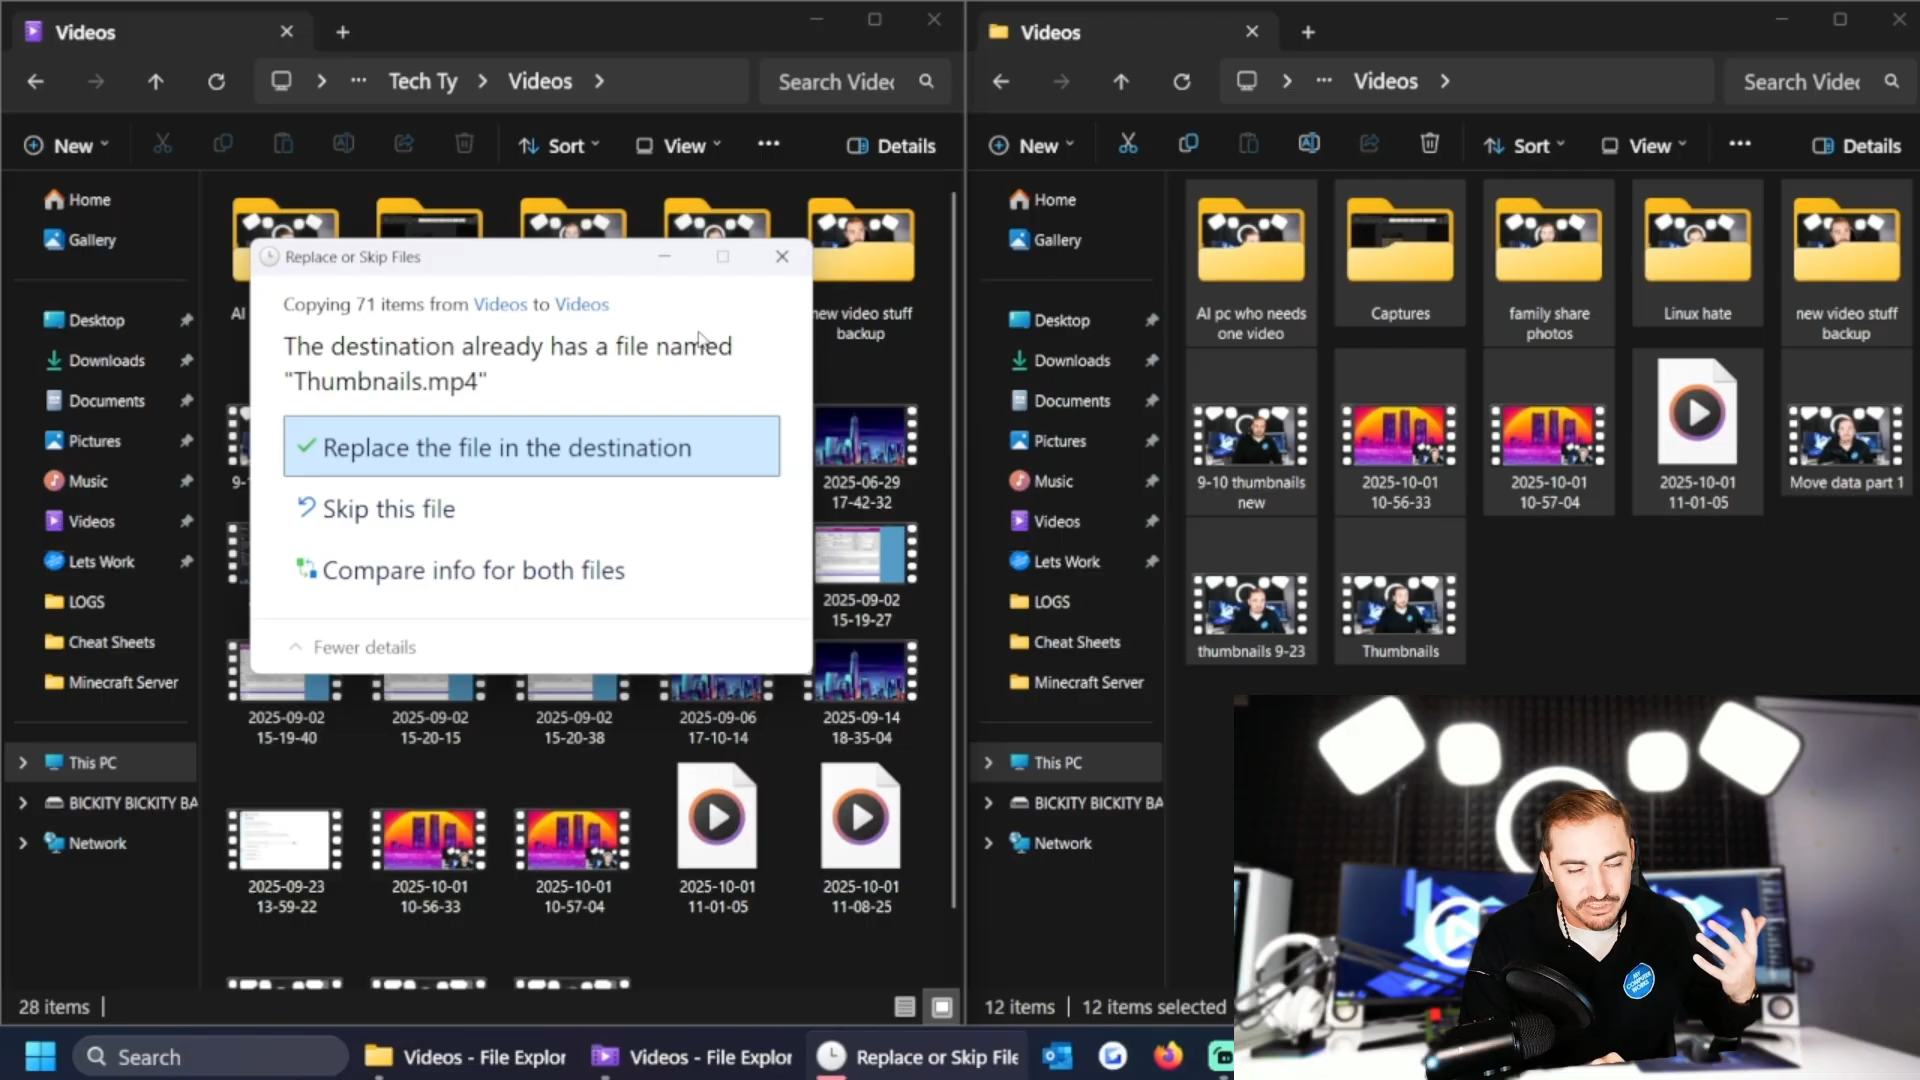 Videos
Tech Ty
Videos
New
Sort
View
Details
Home
Gallery
Desktop
Downloads
Documents
Pictures
Music
Videos
Lets Work
LOGS
Cheat Sheets
Minecraft Server
This PC
BICKITY BICKITY BA
Network
AI
new video stuff
backup
9-1
2025-06-29
17-42-32
2025-09-02
15-19-27
2025-09-02
15-19-40
2025-09-02
15-20-15
2025-09-02
15-20-38
2025-09-06
17-10-14
2025-09-14
18-35-04
2025-09-23
13-59-22
2025-10-01
10-56-33
2025-10-01
10-57-04
2025-10-01
11-01-05
2025-10-01
11-08-25
28 items
Replace or Skip Files
Copying 71 items from Videos to Videos
The destination already has a file named
"Thumbnails.mp4"
Replace the file in the destination
Skip this file
Compare info for both files
Fewer details
Videos
Videos
New
Sort
View
Details
Home
Gallery
Desktop
Downloads
Documents
Pictures
Music
Videos
Lets Work
LOGS
Cheat Sheets
Minecraft Server
This PC
BICKITY BICKITY BA
Network
AI pc who needs
one video
Captures
family share
photos
Linux hate
new video stuff
backup
9-10 thumbnails
new
2025-10-01
10-56-33
2025-10-01
10-57-04
2025-10-01
11-01-05
Move data part 1
thumbnails 9-23
Thumbnails
12 items
12 items selected
MY
COMPUTER
WORKS
Search
Videos - File Explor
Videos - File Explor
Replace or Skip File